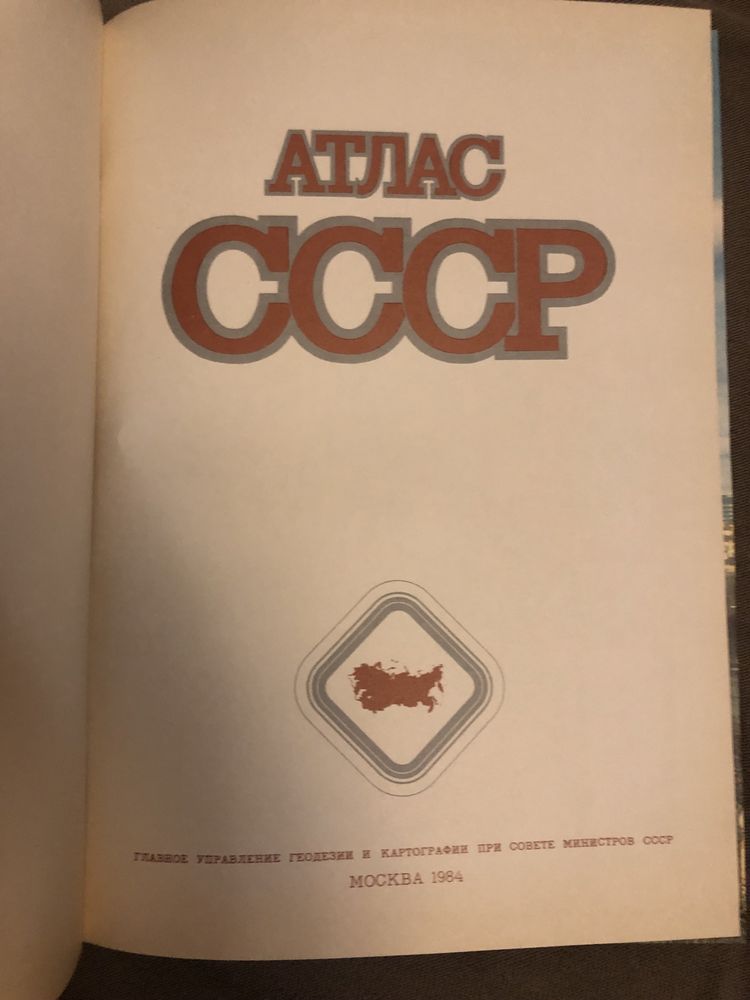 АТЛАС
СССР
ГЛАВНОЕ УПРАВЛЕНИЕ ГЕОДЕЗИИ И КАРТОГРАФИИ ПРИ СОВЕТЕ МИНИСТРОВ СССР
МОСКВА 1984